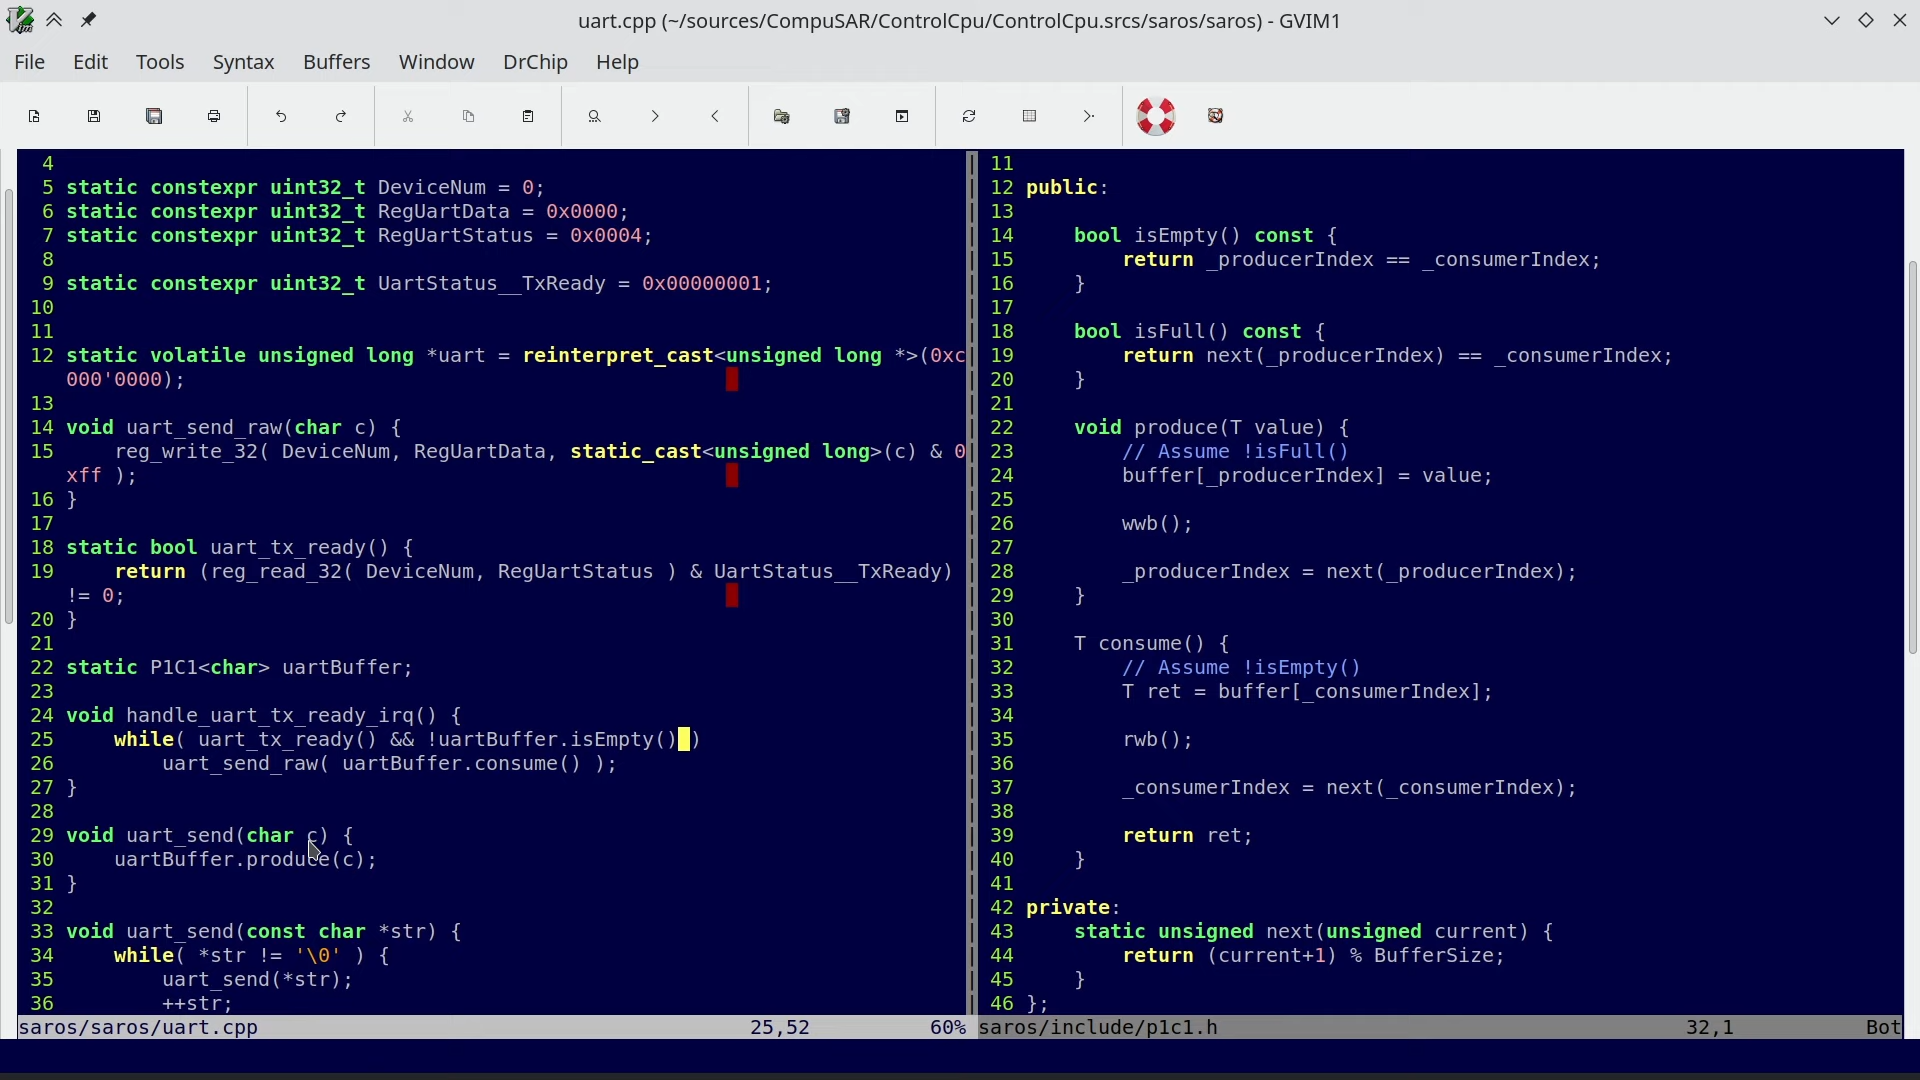 uart.cpp (~/sources/CompuSAR/ControlCpu/ControlCpu.srcs/saros/saros) - GVIM1
File Edit Tools Syntax Buffers Window DrChip Help
4
5 static constexpr uint32_t DeviceNum = 0;
6 static constexpr uint32_t RegUartData = 0x0000;
7 static constexpr uint32_t RegUartStatus = 0x0004;
8
9 static constexpr uint32_t UartStatus__TxReady = 0x00000001;
10
11
12 static volatile unsigned long *uart = reinterpret_cast<unsigned long *>(0xc
000'0000);
13
14 void uart_send_raw(char c) {
15     reg_write_32( DeviceNum, RegUartData, static_cast<unsigned long>(c) & 0
xff );
16 }
17
18 static bool uart_tx_ready() {
19     return (reg_read_32( DeviceNum, RegUartStatus ) & UartStatus__TxReady)
!= 0;
20 }
21
22 static P1C1<char> uartBuffer;
23
24 void handle_uart_tx_ready_irq() {
25     while( uart_tx_ready() && !uartBuffer.isEmpty() )
26         uart_send_raw( uartBuffer.consume() );
27 }
28
29 void uart_send(char c) {
30     uartBuffer.produce(c);
31 }
32
33 void uart_send(const char *str) {
34     while( *str != '\0' ) {
35         uart_send(*str);
36         ++str;
saros/saros/uart.cpp 25,52 60%
11
12 public:
13
14     bool isEmpty() const {
15         return _producerIndex == _consumerIndex;
16     }
17
18     bool isFull() const {
19         return next(_producerIndex) == _consumerIndex;
20     }
21
22     void produce(T value) {
23         // Assume !isFull()
24         buffer[_producerIndex] = value;
25
26         wwb();
27
28         _producerIndex = next(_producerIndex);
29     }
30
31     T consume() {
32         // Assume !isEmpty()
33         T ret = buffer[_consumerIndex];
34
35         rwb();
36
37         _consumerIndex = next(_consumerIndex);
38
39         return ret;
40     }
41
42 private:
43     static unsigned next(unsigned current) {
44         return (current+1) % BufferSize;
45     }
46 };
saros/include/p1c1.h 32,1 Bot